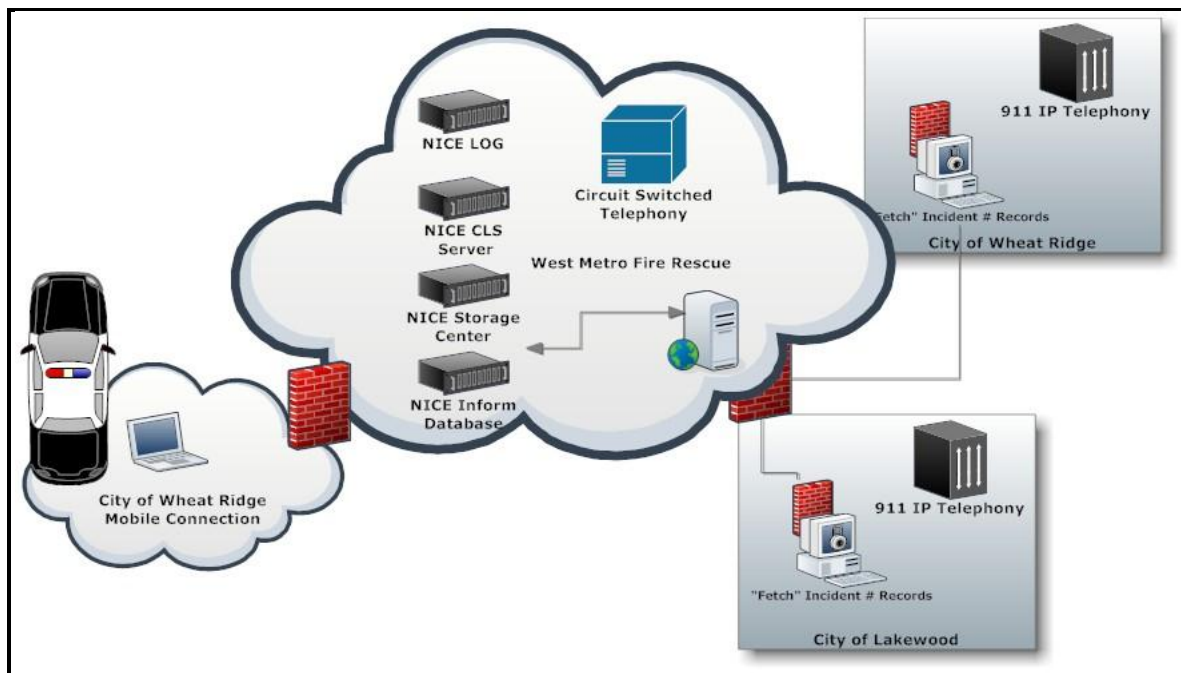 NICE LOG
NICE CLS
Server
NICE Storage
Center
NICE Inform
Database
Circuit Switched
Telephony
West Metro Fire Rescue
City of Wheat Ridge
Mobile Connection
911 IP Telephony
Fetch" Incident # Records
City of Wheat Ridge
911 IP Telephony
"Fetch" Incident # Records
City of Lakewood